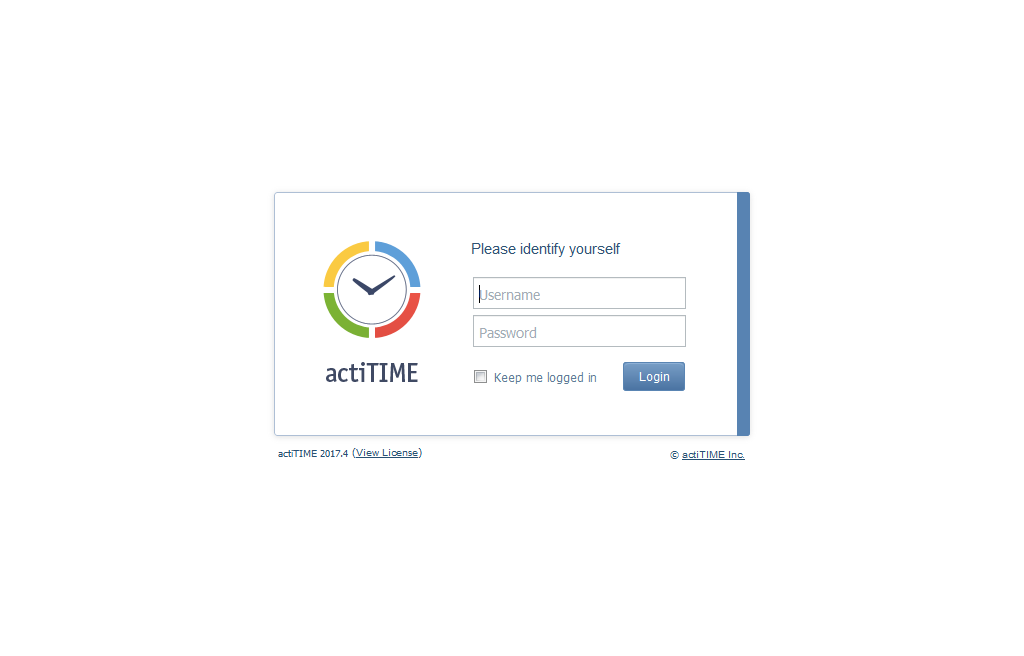 Please identify yourself
Username
Password
Keep me logged in
Login
actiTIME
actiTIME 2017.4 (View License)
© actiTIME Inc.